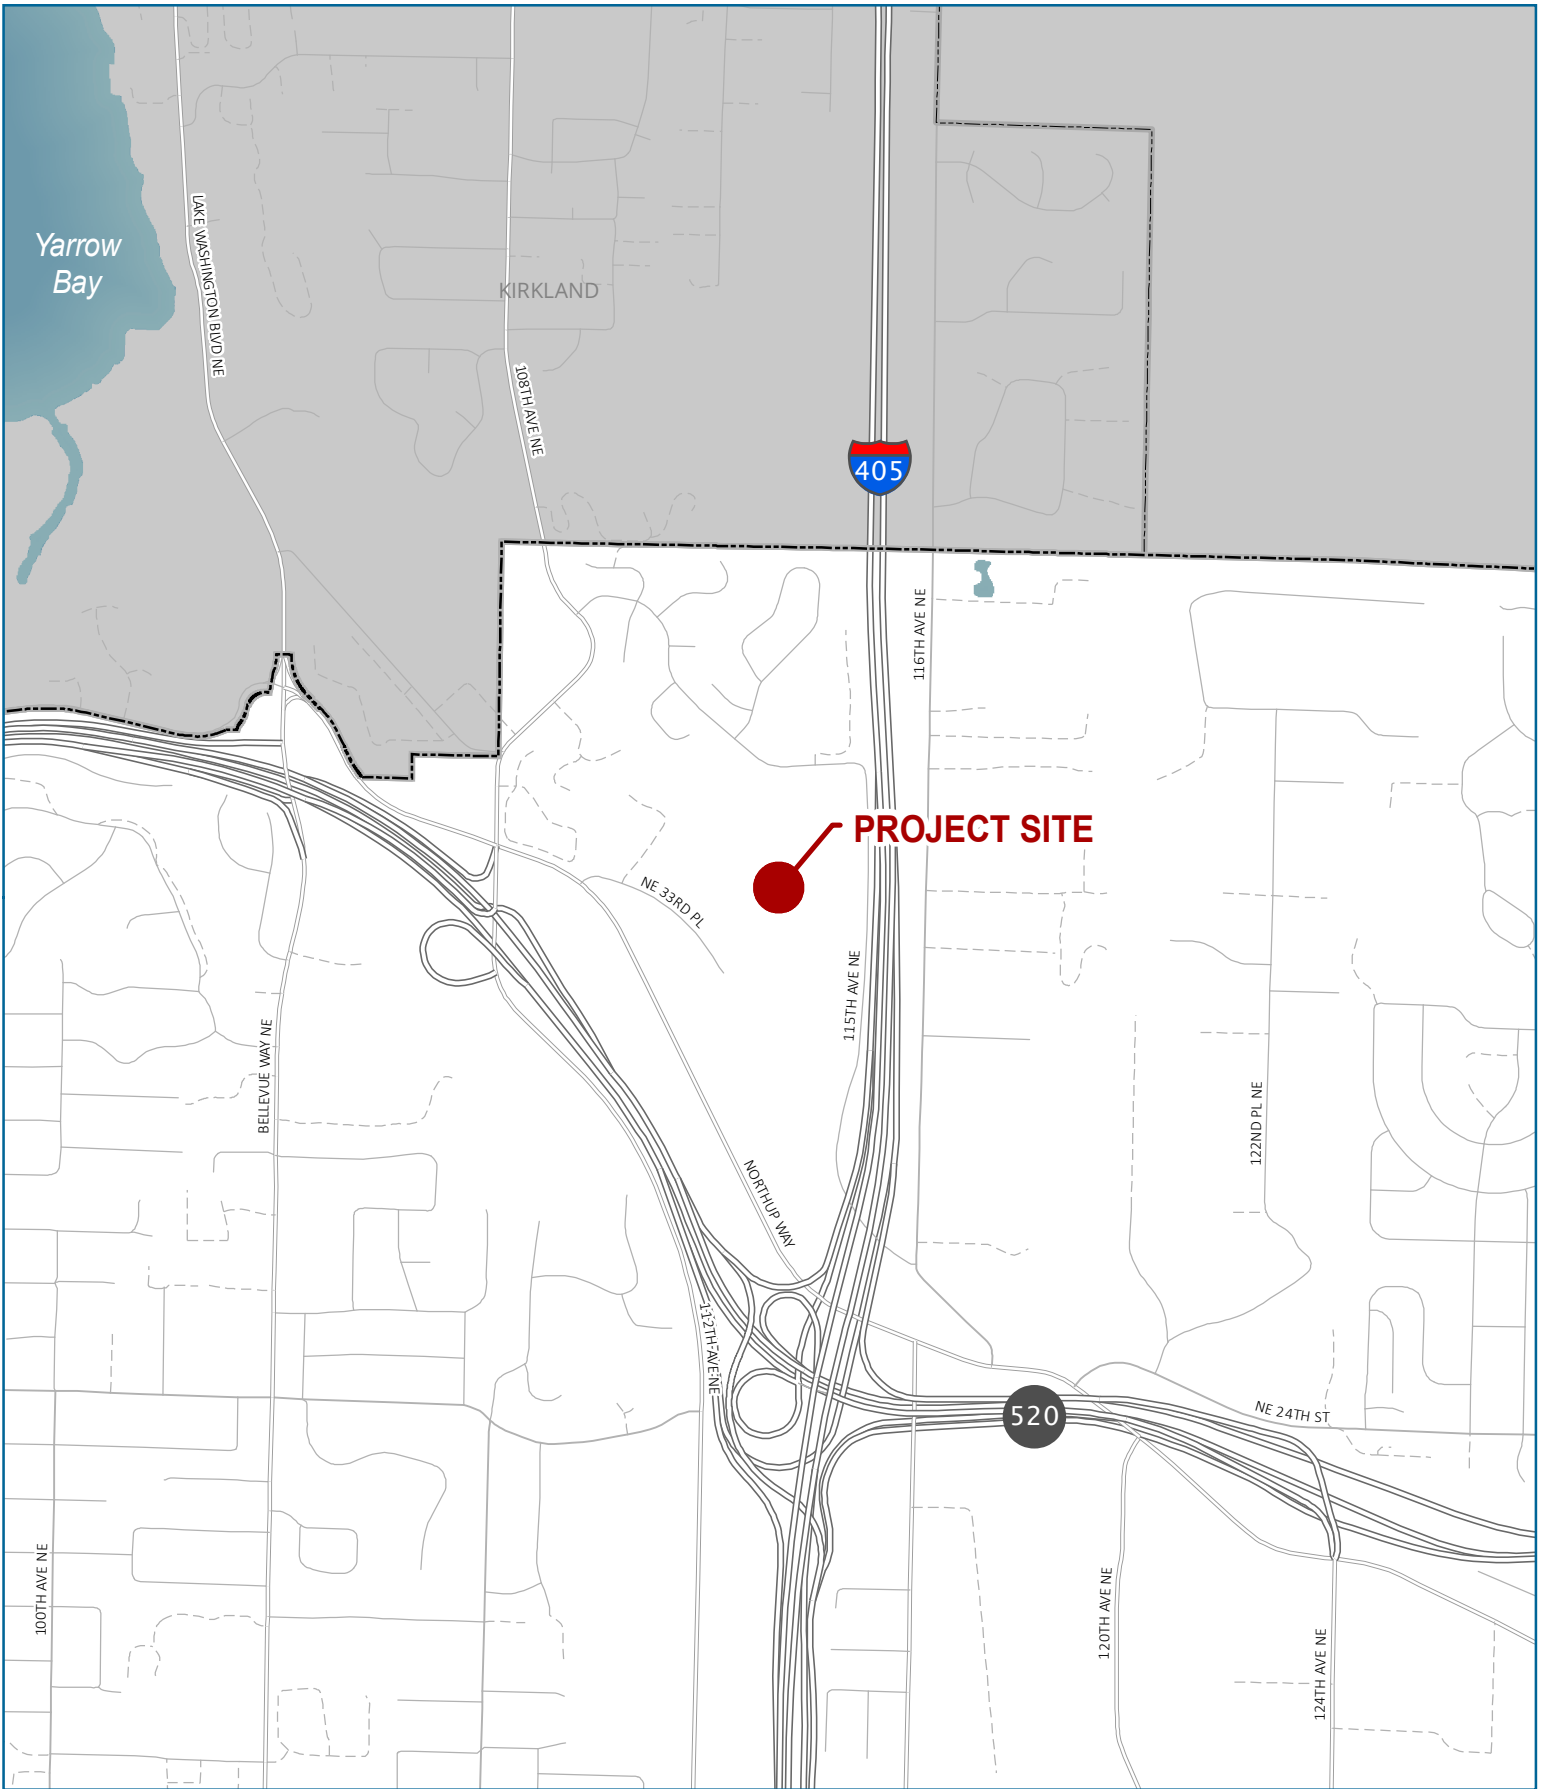 Yarrow
Bay
LAKE WASHINGTON BLVD NE
KIRKLAND
108TH AVE NE
405
116TH AVE NE
PROJECT SITE
NE 33RD PL
115TH AVE NE
BELLEVUE WAY NE
122ND PL NE
NORTHUP WAY
112TH AVE NE
520
NE 24TH ST
100TH AVE NE
120TH AVE NE
124TH AVE NE